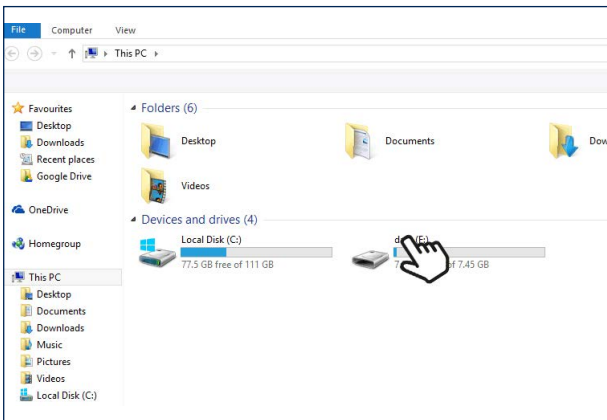 File Computer View
This PC
Favourites
Desktop
Downloads
Recent places
Google Drive
OneDrive
Homegroup
This PC
Desktop
Documents
Downloads
Music
Pictures
Videos
Local Disk (C:)
Folders (6)
Desktop Documents Dow
Videos
Devices and drives (4)
Local Disk (C:) (E:)
77.5 GB free of 111 GB of 7.45 GB